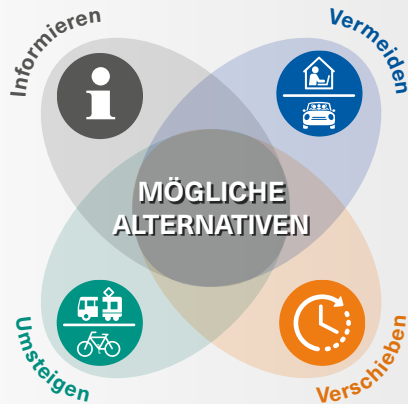 Informieren
Vermeiden
MÖGLICHE
ALTERNATIVEN
Umsteigen
Verschieben